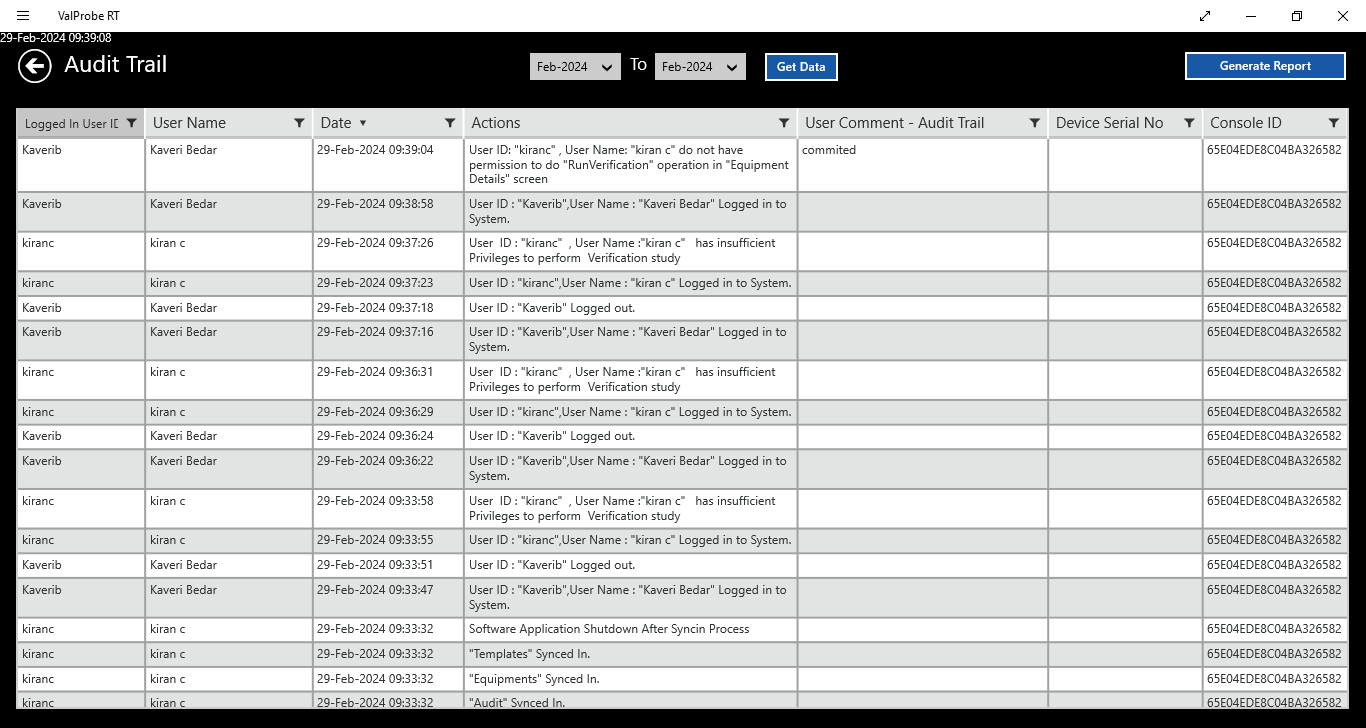 ValProbe RT
29-Feb-2024 09:39:08
Audit Trail
Feb-2024 To Feb-2024 Get Data Generate Report
Logged In User ID User Name Date Actions User Comment - Audit Trail Device Serial No Console ID
Kaverib Kaveri Bedar 29-Feb-2024 09:39:04 User ID: "kiranc" , User Name: "kiran c" do not have commited 65E04EDE8C04BA326582
permission to do "RunVerification" operation in "Equipment
Details" screen
Kaverib Kaveri Bedar 29-Feb-2024 09:38:58 User ID : "Kaverib",User Name : "Kaveri Bedar" Logged in to 65E04EDE8C04BA326582
System.
kiranc kiran c 29-Feb-2024 09:37:26 User  ID : "kiranc"  , User Name :"kiran c"   has insufficient 65E04EDE8C04BA326582
Privileges to perform  Verification study
kiranc kiran c 29-Feb-2024 09:37:23 User ID : "kiranc",User Name : "kiran c" Logged in to System. 65E04EDE8C04BA326582
Kaverib Kaveri Bedar 29-Feb-2024 09:37:18 User ID : "Kaverib" Logged out. 65E04EDE8C04BA326582
Kaverib Kaveri Bedar 29-Feb-2024 09:37:16 User ID : "Kaverib",User Name : "Kaveri Bedar" Logged in to 65E04EDE8C04BA326582
System.
kiranc kiran c 29-Feb-2024 09:36:31 User  ID : "kiranc"  , User Name :"kiran c"   has insufficient 65E04EDE8C04BA326582
Privileges to perform  Verification study
kiranc kiran c 29-Feb-2024 09:36:29 User ID : "kiranc",User Name : "kiran c" Logged in to System. 65E04EDE8C04BA326582
Kaverib Kaveri Bedar 29-Feb-2024 09:36:24 User ID : "Kaverib" Logged out. 65E04EDE8C04BA326582
Kaverib Kaveri Bedar 29-Feb-2024 09:36:22 User ID : "Kaverib",User Name : "Kaveri Bedar" Logged in to 65E04EDE8C04BA326582
System.
kiranc kiran c 29-Feb-2024 09:33:58 User  ID : "kiranc"  , User Name :"kiran c"   has insufficient 65E04EDE8C04BA326582
Privileges to perform  Verification study
kiranc kiran c 29-Feb-2024 09:33:55 User ID : "kiranc",User Name : "kiran c" Logged in to System. 65E04EDE8C04BA326582
Kaverib Kaveri Bedar 29-Feb-2024 09:33:51 User ID : "Kaverib" Logged out. 65E04EDE8C04BA326582
Kaverib Kaveri Bedar 29-Feb-2024 09:33:47 User ID : "Kaverib",User Name : "Kaveri Bedar" Logged in to 65E04EDE8C04BA326582
System.
kiranc kiran c 29-Feb-2024 09:33:32 Software Application Shutdown After Syncin Process 65E04EDE8C04BA326582
kiranc kiran c 29-Feb-2024 09:33:32 "Templates" Synced In. 65E04EDE8C04BA326582
kiranc kiran c 29-Feb-2024 09:33:32 "Equipments" Synced In. 65E04EDE8C04BA326582
kiranc kiran c 29-Feb-2024 09:33:32 "Audit" Synced In. 65E04EDE8C04BA326582